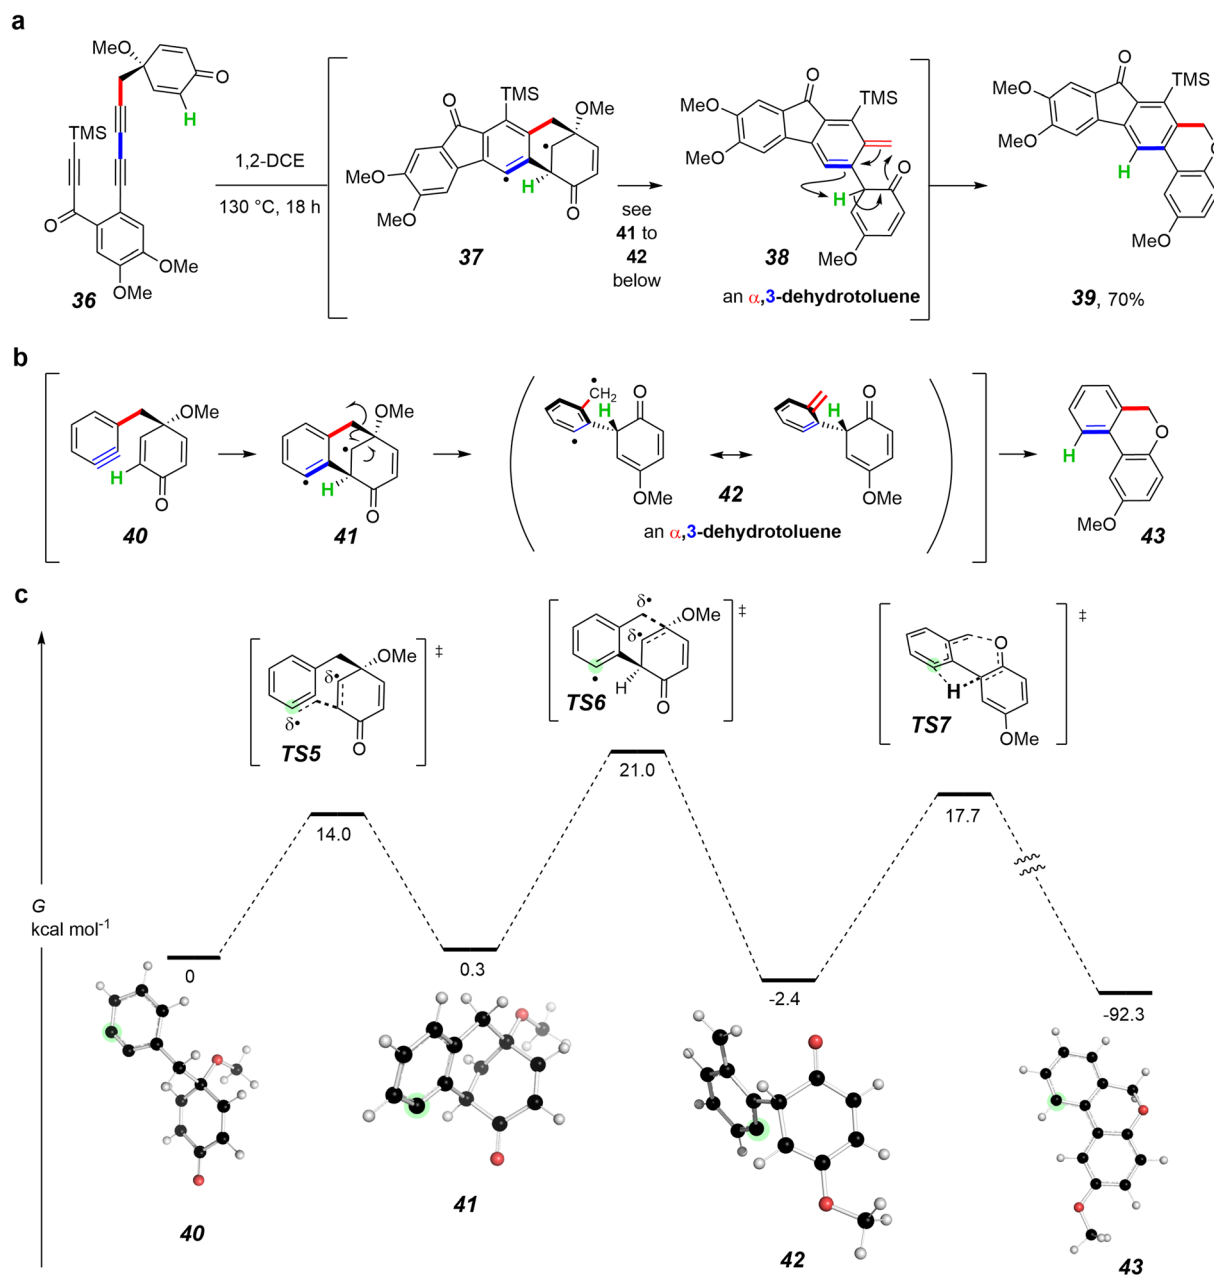 a
MeO
O
H
TMS
O
OMe
OMe
36
1,2-DCE
130 °C, 18 h
O
TMS
OMe
MeO
MeO
H
O
37
see
41 to
42
below
O
TMS
MeO
MeO
H
O
MeO
38
an α,3-dehydrotoluene
O
TMS
MeO
MeO
O
H
MeO
39, 70%
b
OMe
H
O
40
OMe
H
O
41
CH2
H
O
OMe
42
H
O
OMe
an α,3-dehydrotoluene
H
O
MeO
43
c
OMe
δ•
δ•
O
TS5
‡
δ•
OMe
δ•
H
O
TS6
‡
O
H
OMe
TS7
‡
G
kcal mol-1
0
14.0
0.3
21.0
-2.4
17.7
-92.3
40
41
42
43